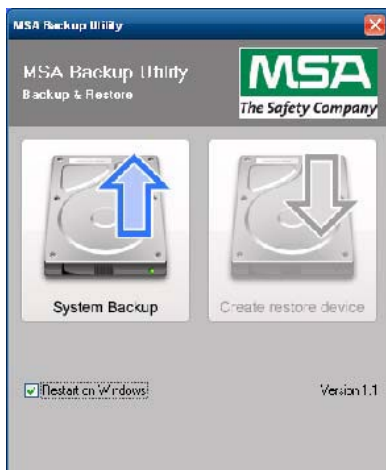 MSA Backup Utility
MSA Backup Utility
Backup & Restore
MSA
The Safety Company
System Backup
Create restore device
Restart on Windows
Version 1.1